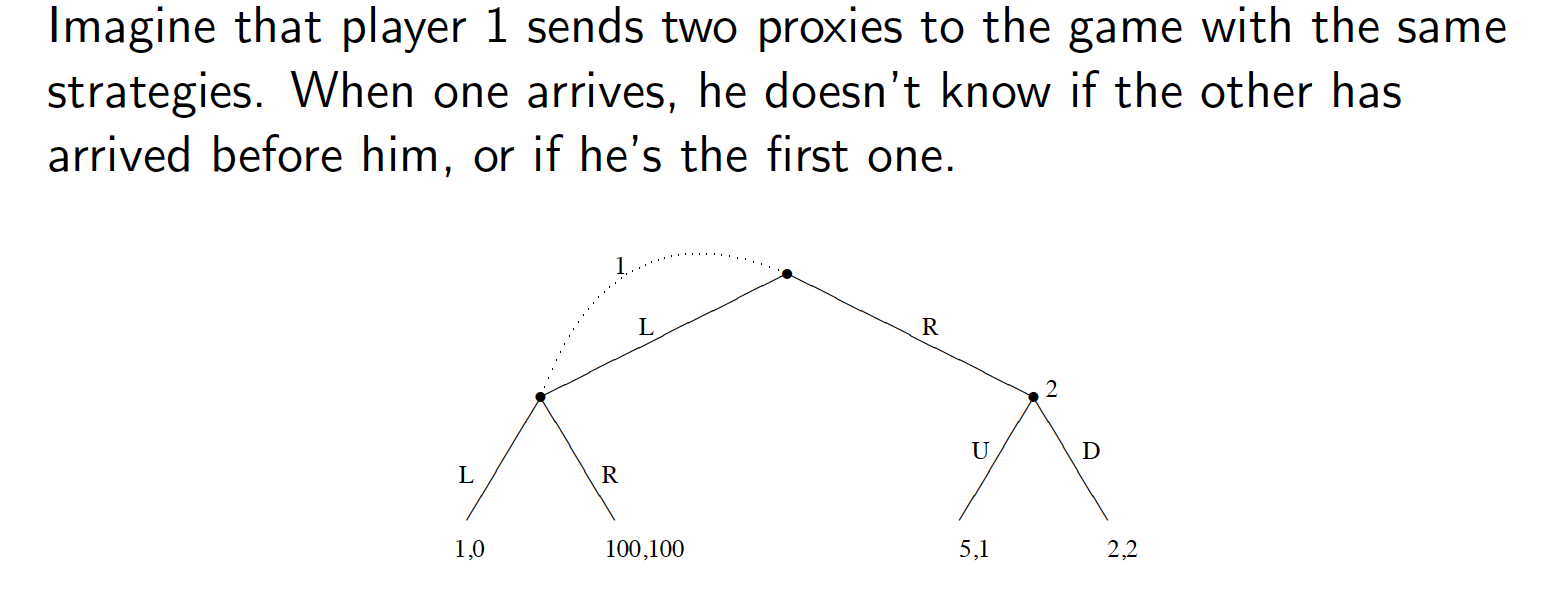 Imagine that player 1 sends two proxies to the game with the same
strategies. When one arrives, he doesn't know if the other has
arrived before him, or if he's the first one.
1
L
R
2
L
R
U
D
1,0
100,100
5,1
2,2